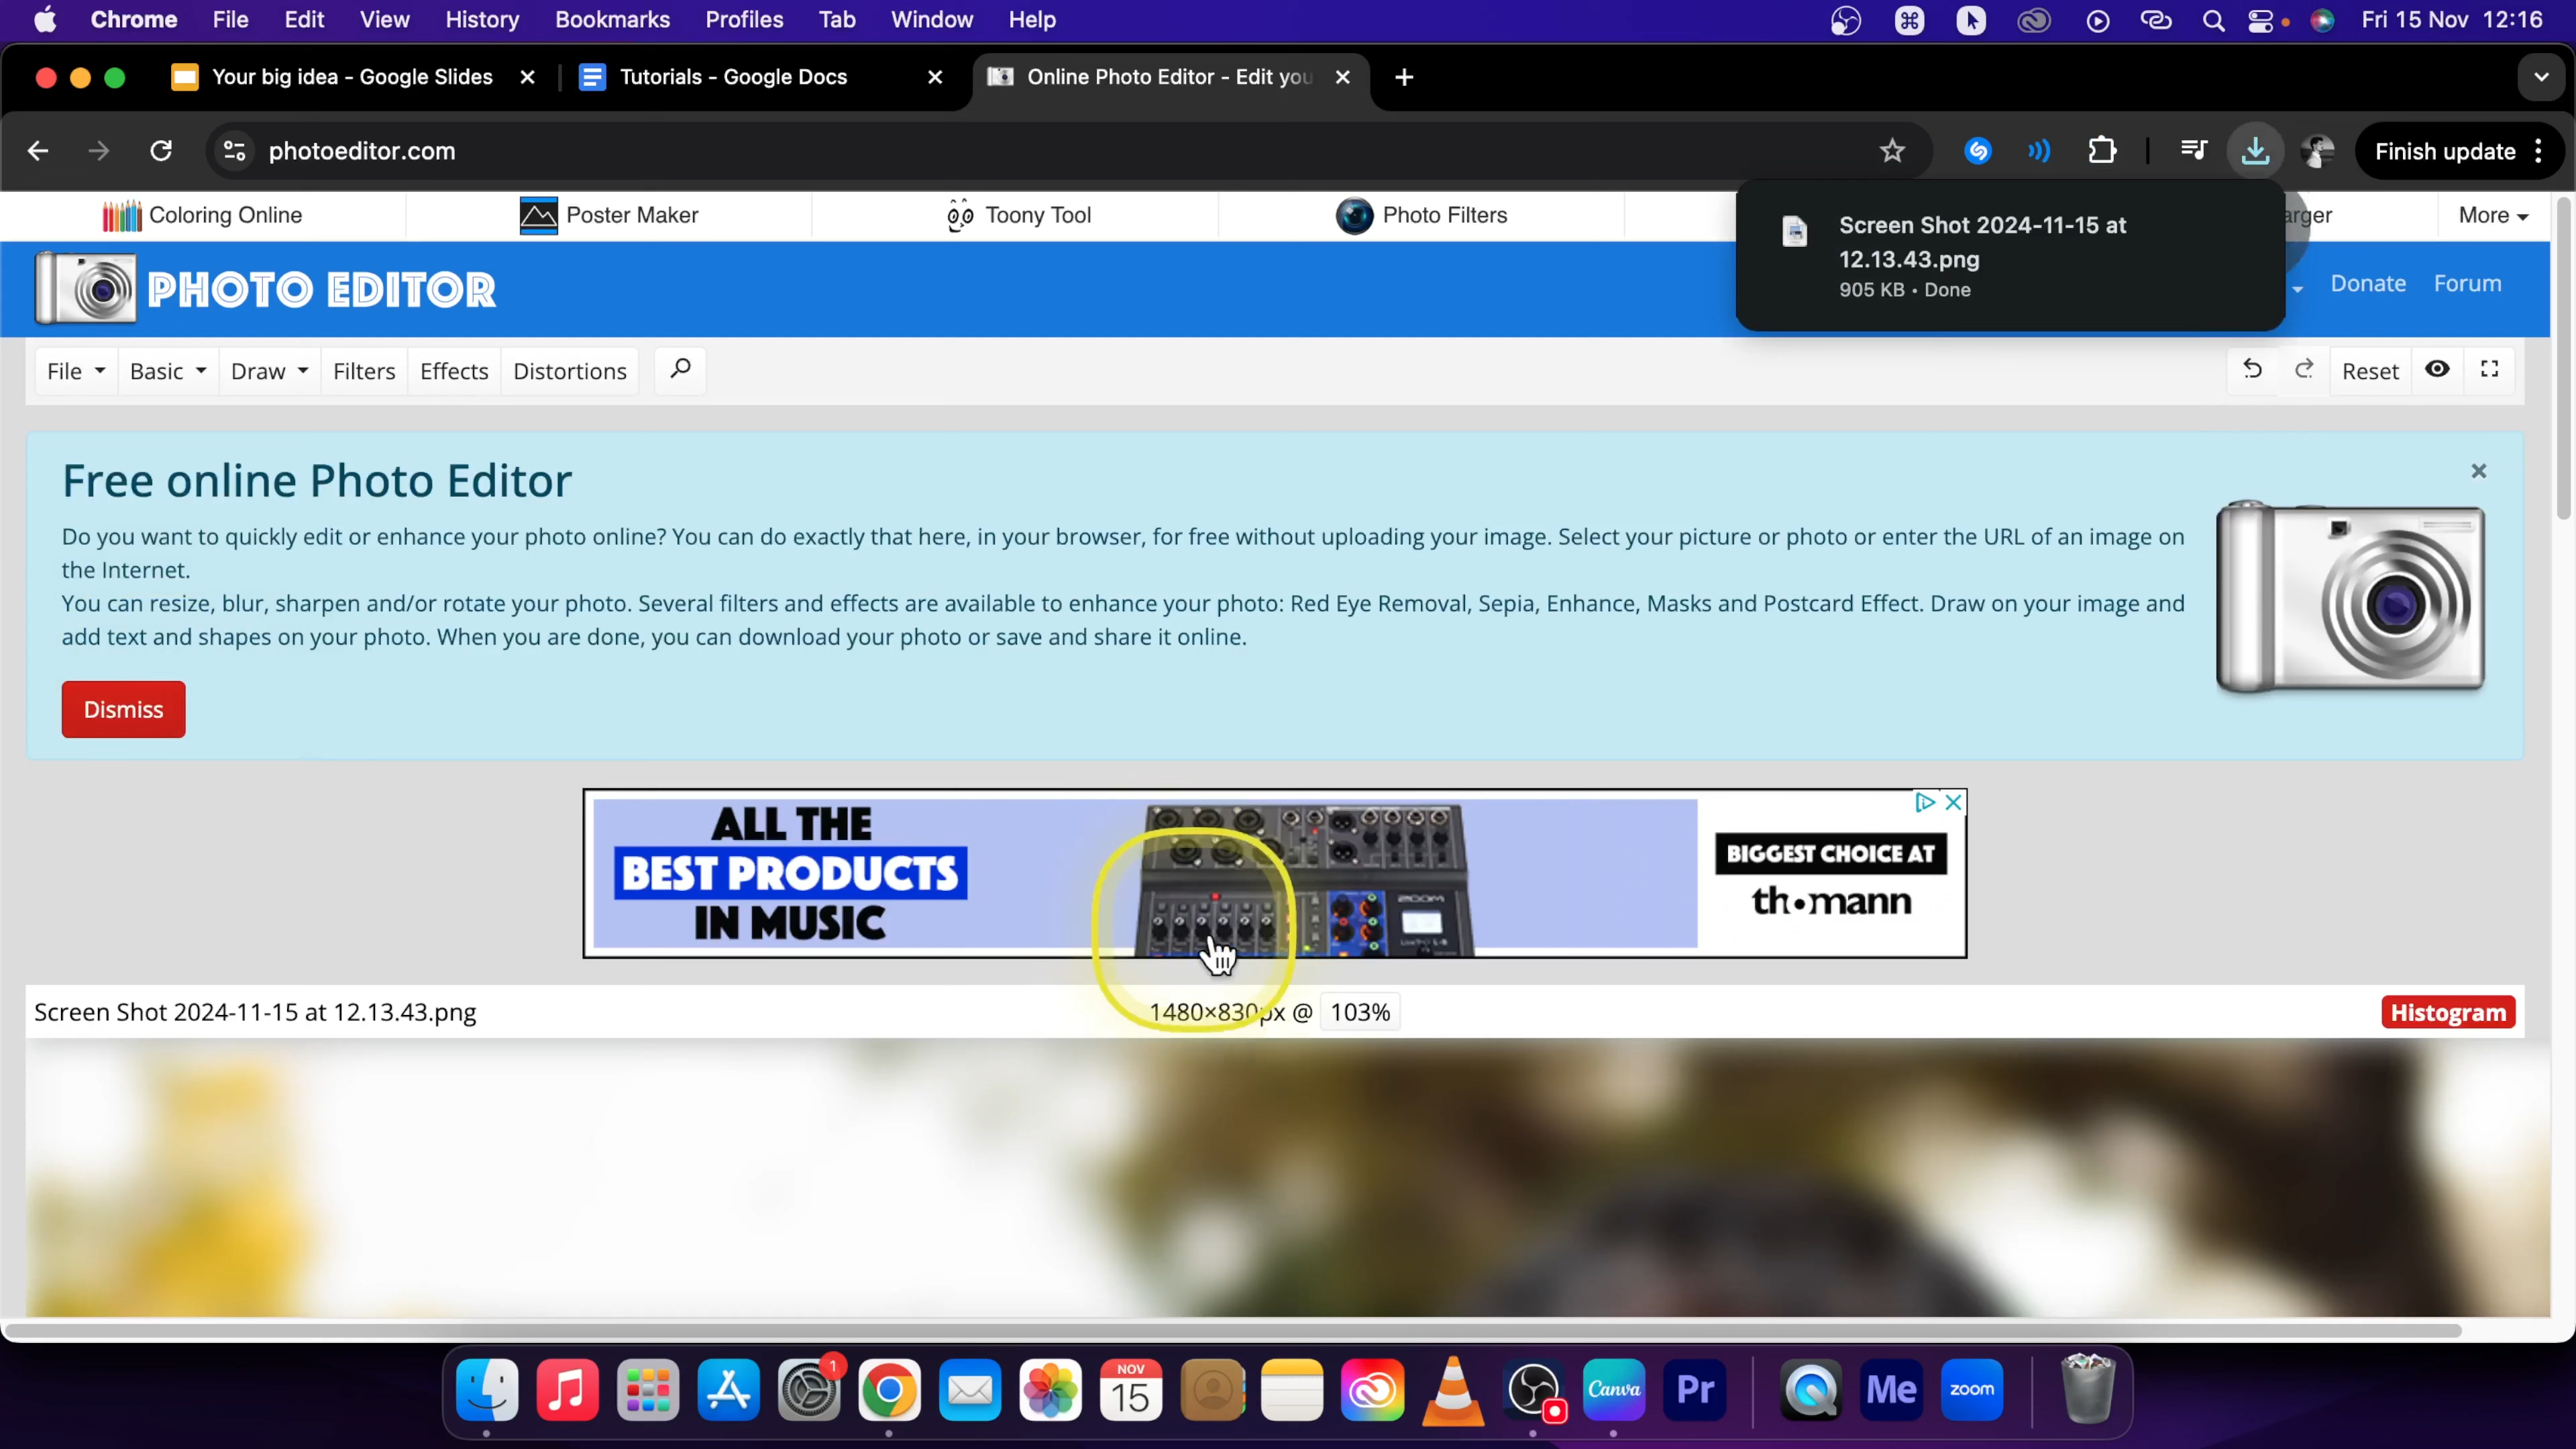 Chrome File Edit View History Bookmarks Profiles Tab Window Help Fri 15 Nov 12:16
Your big idea - Google Slides Tutorials - Google Docs Online Photo Editor - Edit you
photoeditor.com Finish update
Coloring Online Poster Maker Toony Tool Photo Filters arger More
Screen Shot 2024-11-15 at
12.13.43.png
905 KB • Done
PHOTO EDITOR Donate Forum
File Basic Draw Filters Effects Distortions Reset
Free online Photo Editor
Do you want to quickly edit or enhance your photo online? You can do exactly that here, in your browser, for free without uploading your image. Select your picture or photo or enter the URL of an image on
the Internet.
You can resize, blur, sharpen and/or rotate your photo. Several filters and effects are available to enhance your photo: Red Eye Removal, Sepia, Enhance, Masks and Postcard Effect. Draw on your image and
add text and shapes on your photo. When you are done, you can download your photo or save and share it online.
Dismiss
ALL THE
BEST PRODUCTS
IN MUSIC
ZOOM
BIGGEST CHOICE AT
th•mann
Screen Shot 2024-11-15 at 12.13.43.png 1480×830px @ 103% Histogram
1
NOV
15
Canva
Pr
Me
zoom